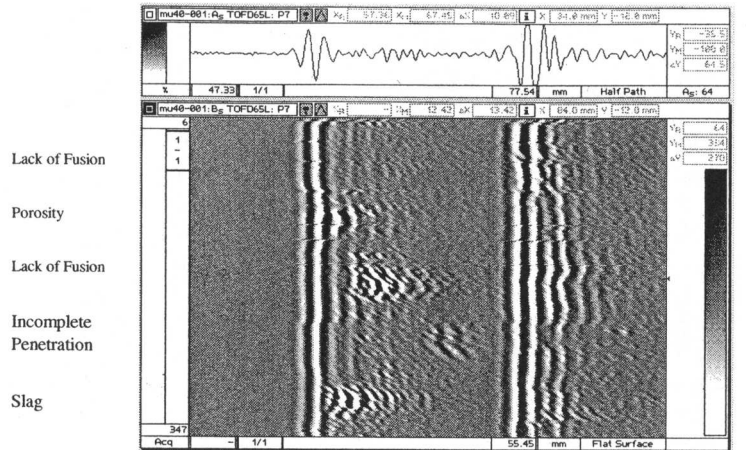 mu40-001:As TOFD65L: P7
X 34.0 mm Y -12.0 mm
% 47.33 1/1 77.54 mm Half Path As: 64
mu40-001:Bs TOFD65L: P7
13.42 X 84.0 mm Y -12.0 mm
6
1
-
1
Lack of Fusion
Porosity
Lack of Fusion
Incomplete
Penetration
Slag
347
Acq - 1/1 55.45 mm Flat Surface